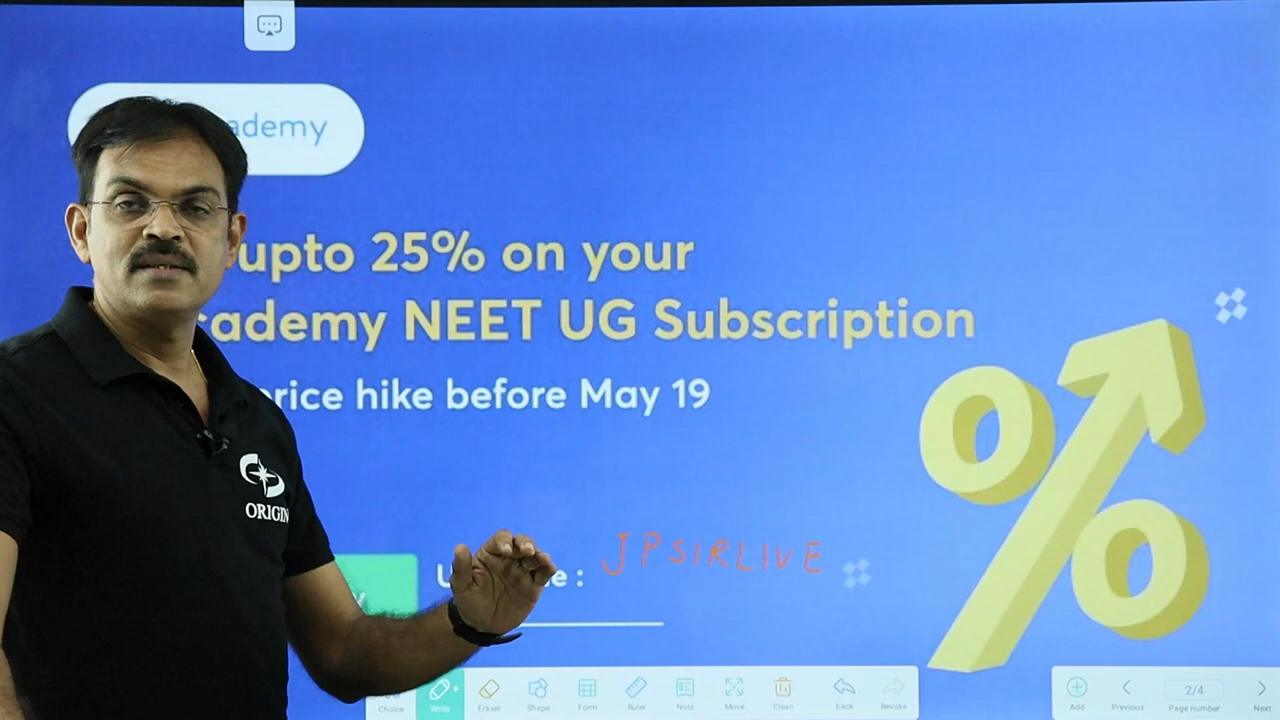 ademy
upto 25% on your
cademy NEET UG Subscription
price hike before May 19
JPSIRLIVE
ORIGIN
Choice
Write
Eraser
Shape
Form
Ruler
Note
Move
Clean
back
Revoke
Add
Previous
2/4
Page number
Next